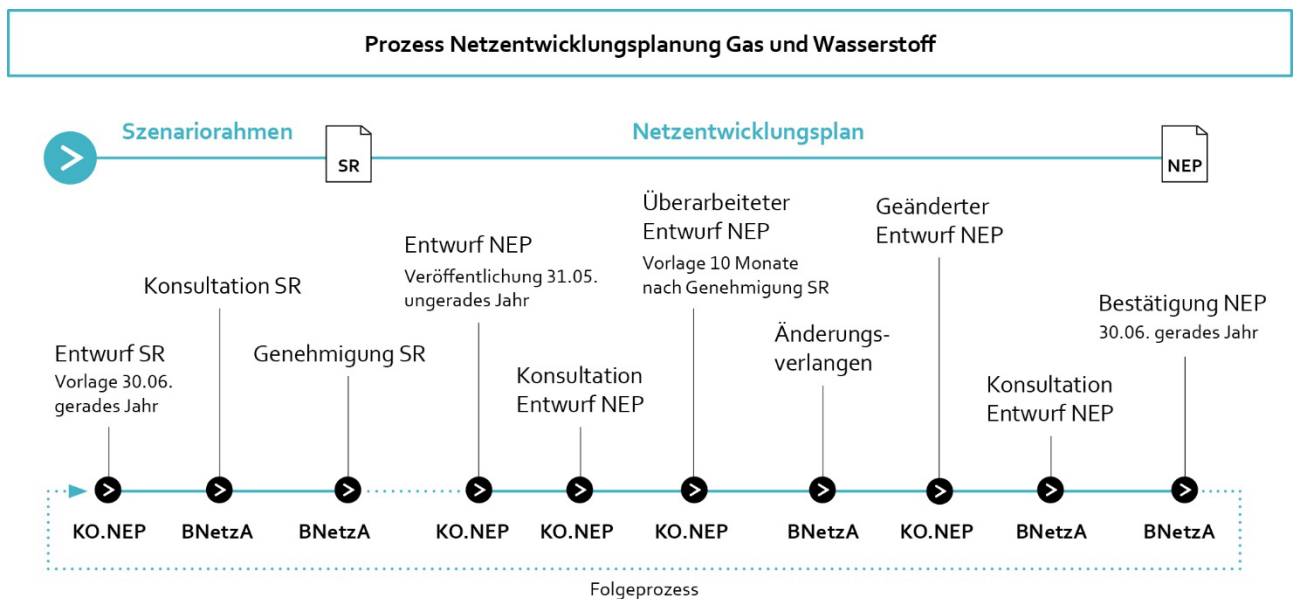 Prozess Netzentwicklungsplanung Gas und Wasserstoff
Szenariorahmen
SR
Netzentwicklungsplan
NEP
Entwurf SR
Vorlage 30.06.
gerades Jahr
Konsultation SR
Genehmigung SR
Entwurf NEP
Veröffentlichung 31.05.
ungerades Jahr
Konsultation
Entwurf NEP
Überarbeiteter
Entwurf NEP
Vorlage 10 Monate
nach Genehmigung SR
Änderungs-
verlangen
Geänderter
Entwurf NEP
Konsultation
Entwurf NEP
Bestätigung NEP
30.06. gerades Jahr
KO.NEP BNetzA BNetzA KO.NEP KO.NEP KO.NEP BNetzA KO.NEP BNetzA BNetzA
Folgeprozess